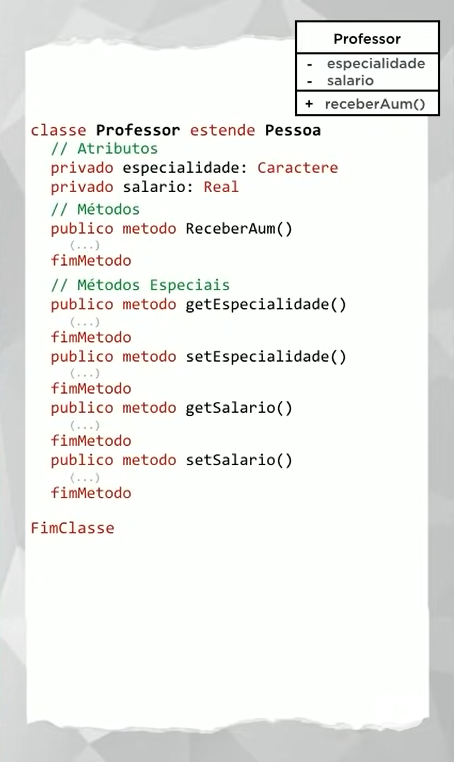 Professor
- especialidade
- salario
+ receberAum()
classe Professor estende Pessoa
// Atributos
privado especialidade: Caractere
privado salario: Real
// Métodos
publico metodo ReceberAum()
(...)
fimMetodo
// Métodos Especiais
publico metodo getEspecialidade()
(...)
fimMetodo
publico metodo setEspecialidade()
(...)
fimMetodo
publico metodo getSalario()
(...)
fimMetodo
publico metodo setSalario()
(...)
fimMetodo
FimClasse